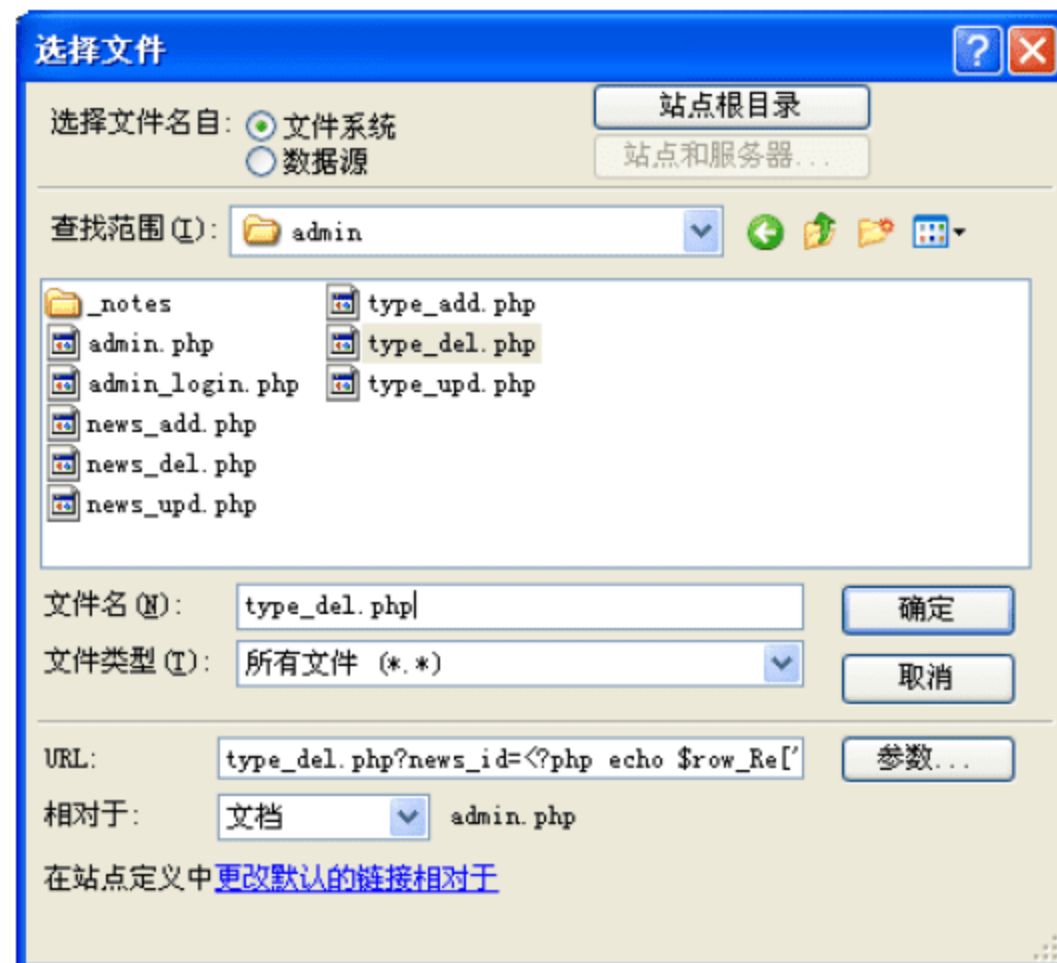 选择文件
选择文件名自: 文件系统 站点根目录
数据源 站点和服务器...
查找范围(I): admin
_notes type_add.php
admin.php type_del.php
admin_login.php type_upd.php
news_add.php
news_del.php
news_upd.php
文件名(N): type_del.php 确定
文件类型(T): 所有文件 (*.*) 取消
URL: type_del.php?news_id=<?php echo $row_Re[' 参数...
相对于: 文档 admin.php
在站点定义中更改默认的链接相对于